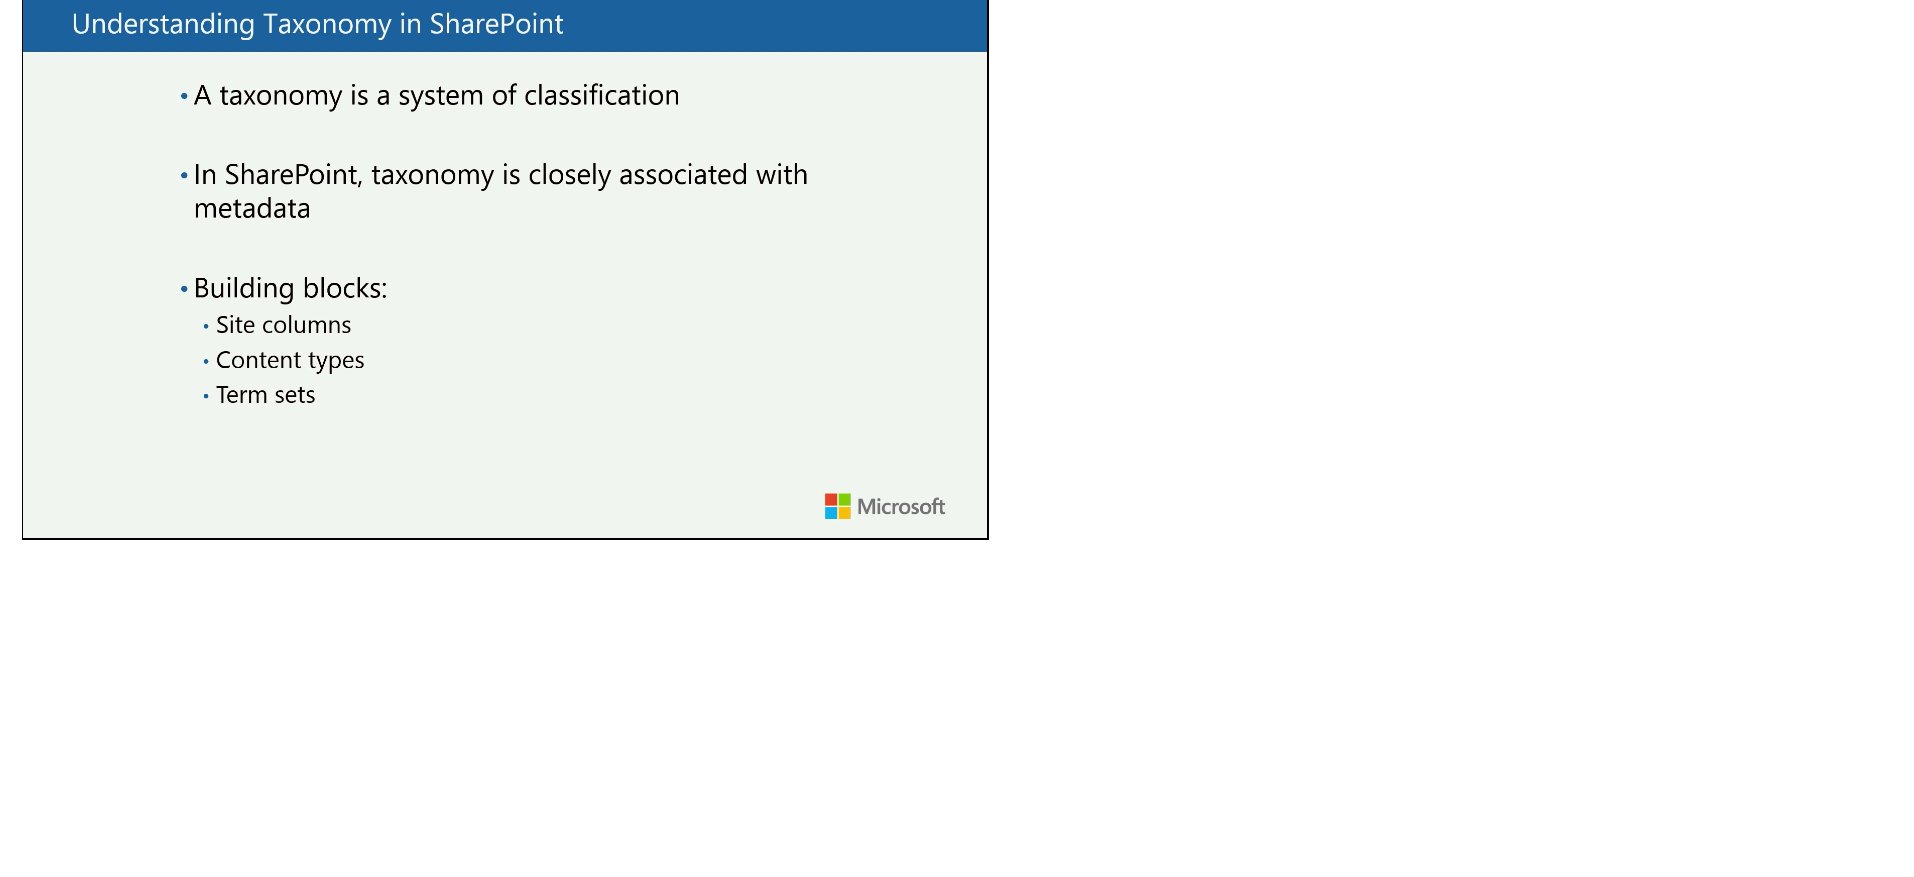 Understanding Taxonomy in SharePoint
• A taxonomy is a system of classification
• In SharePoint, taxonomy is closely associated with
metadata
• Building blocks:
• Site columns
• Content types
• Term sets
Microsoft